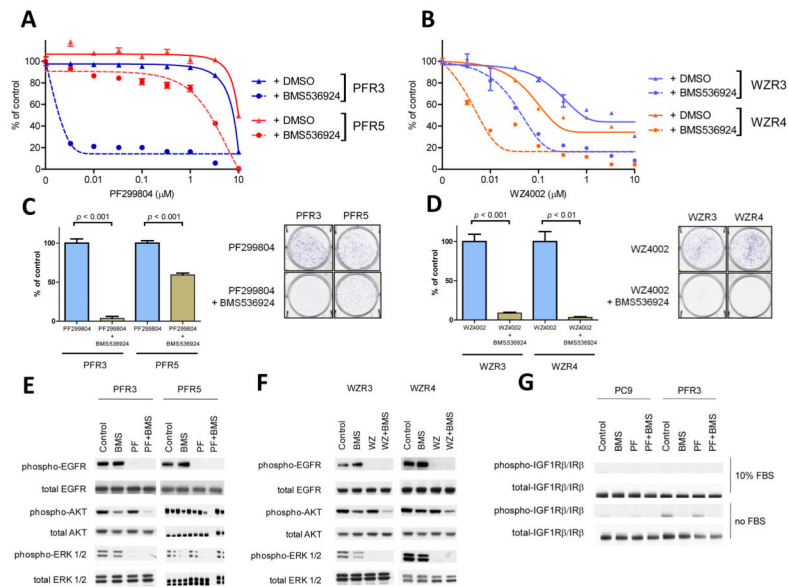 A
B
% of control
120
100
80
60
40
20
0
0
0.01
0.1
1
10
PF299804 (µM)
+ DMSO
+ BMS536924
PFR3
+ DMSO
+ BMS536924
PFR5
% of control
100
80
60
40
20
0
0
0.01
0.1
1
10
WZ4002 (µM)
+ DMSO
+ BMS536924
WZR3
+ DMSO
+ BMS536924
WZR4
C
% of control
100
50
0
p < 0.001
p < 0.001
PF299804
PF299804
+
BMS536924
PF299804
PF299804
+
BMS536924
PFR3
PFR5
PFR3
PFR5
PF299804
PF299804
+ BMS536924
D
% of control
100
50
0
p < 0.001
p < 0.01
WZ4002
WZ4002
+
BMS536924
WZ4002
WZ4002
+
BMS536924
WZR3
WZR4
WZR3
WZR4
WZ4002
WZ4002
+ BMS536924
E
PFR3
PFR5
Control
BMS
PF
PF+BMS
Control
BMS
PF
PF+BMS
phospho-EGFR
total EGFR
phospho-AKT
total AKT
phospho-ERK 1/2
total ERK 1/2
F
WZR3
WZR4
Control
BMS
WZ
WZ+BMS
Control
BMS
WZ
WZ+BMS
phospho-EGFR
total EGFR
phospho-AKT
total AKT
phospho-ERK 1/2
total ERK 1/2
G
PC9
PFR3
Control
BMS
PF
PF+BMS
Control
BMS
PF
PF+BMS
phospho-IGF1Rβ/IRβ
total-IGF1Rβ/IRβ
phospho-IGF1Rβ/IRβ
total-IGF1Rβ/IRβ
10% FBS
no FBS